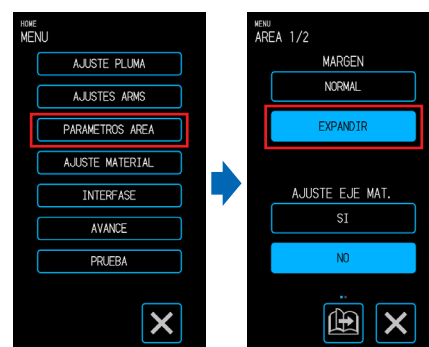 HOME
MENU
AJUSTE PLUMA
AJUSTES ARMS
PARAMETROS AREA
AJUSTE MATERIAL
INTERFASE
AVANCE
PRUEBA
MENU
AREA 1/2
MARGEN
NORMAL
EXPANDIR
AJUSTE EJE MAT.
SI
NO